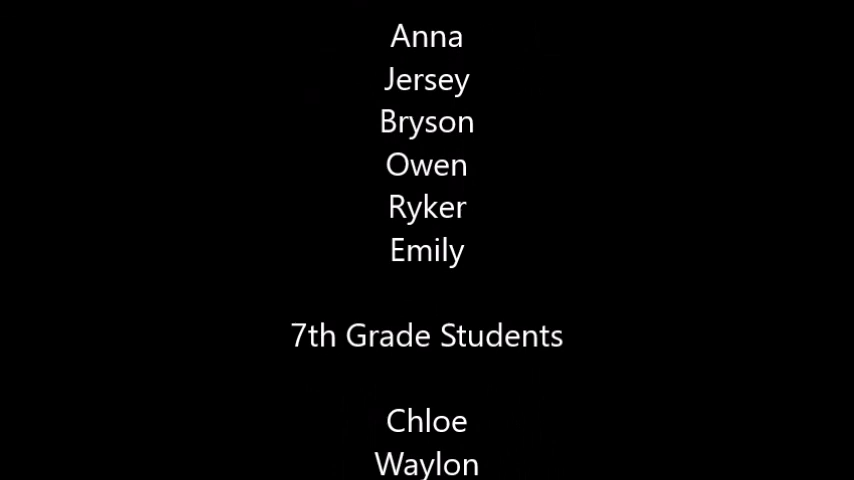 Anna
Jersey
Bryson
Owen
Ryker
Emily
7th Grade Students
Chloe
Waylon